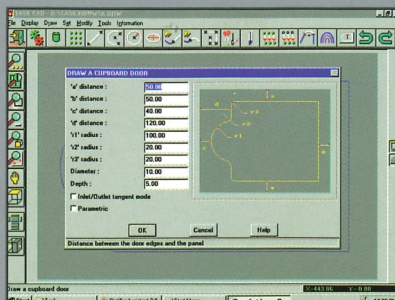 File Display Draw Set Modify Tools Information
DRAW A CUPBOARD DOOR
'a' distance : 50.00
'b' distance : 50.00
'c' distance : 40.00
'd' distance : 120.00
'r1' radius : 100.00
'r2' radius : 20.00
'r3' radius : 20.00
Diameter : 10.00
Depth : 5.00
Inlet/Outlet tangent mode
Parametric
OK Cancel Help
Distance between the door edges and the panel
Draw a cupboard door